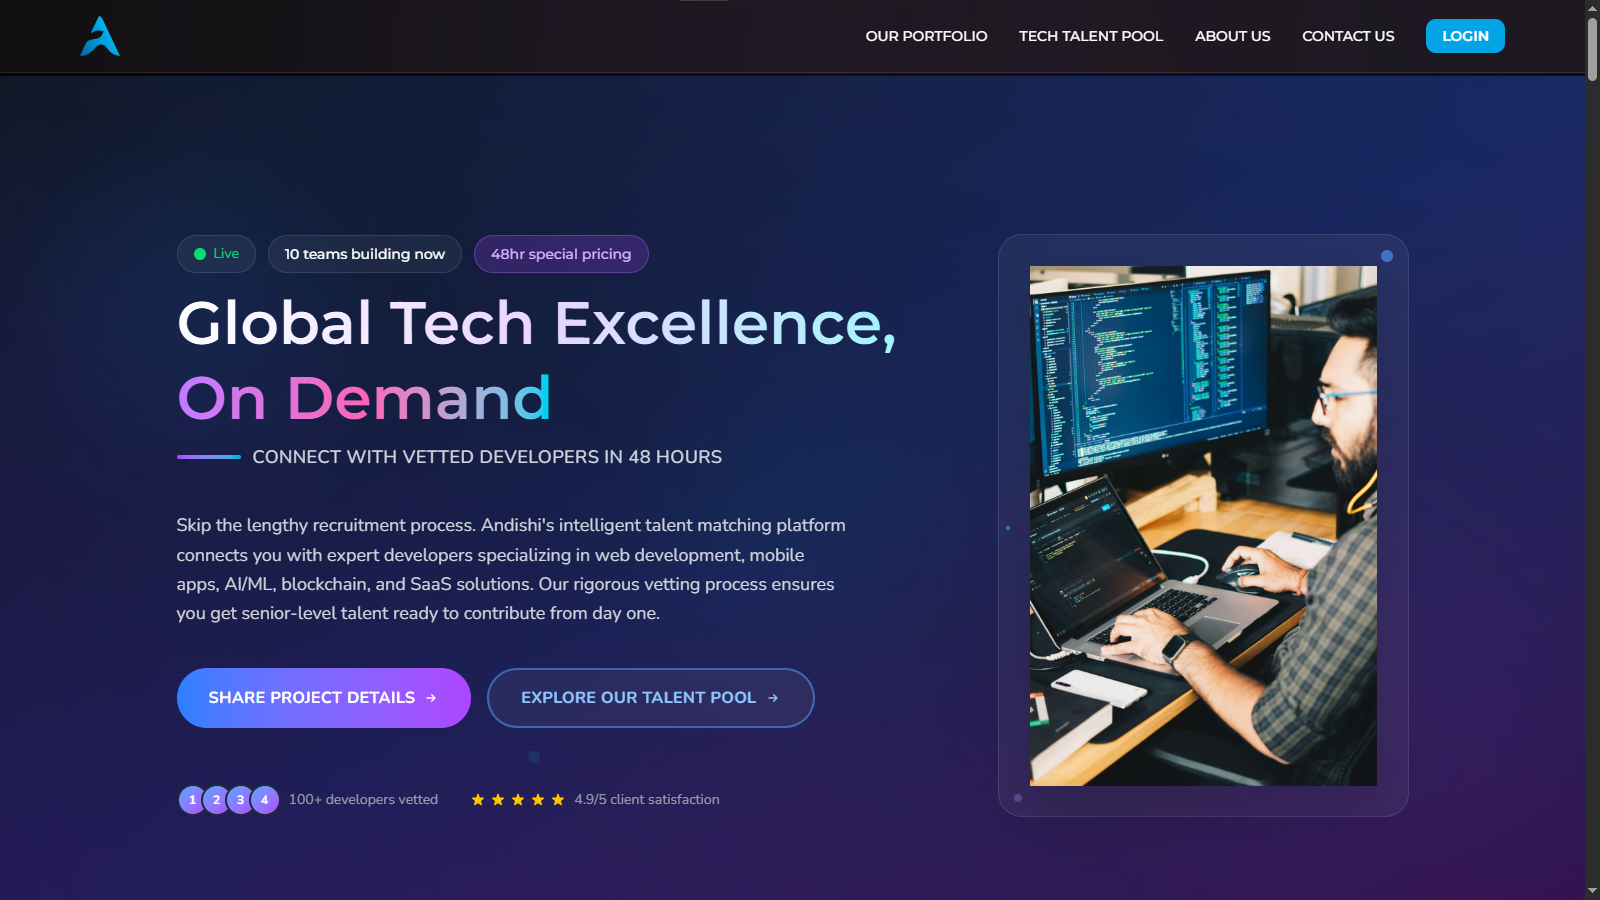 OUR PORTFOLIO
TECH TALENT POOL
ABOUT US
CONTACT US
LOGIN
Live
10 teams building now
48hr special pricing
Global Tech Excellence,
On Demand
CONNECT WITH VETTED DEVELOPERS IN 48 HOURS
Skip the lengthy recruitment process. Andishi's intelligent talent matching platform
connects you with expert developers specializing in web development, mobile
apps, AI/ML, blockchain, and SaaS solutions. Our rigorous vetting process ensures
you get senior-level talent ready to contribute from day one.
SHARE PROJECT DETAILS →
EXPLORE OUR TALENT POOL →
1 2 3 4 100+ developers vetted
4.9/5 client satisfaction